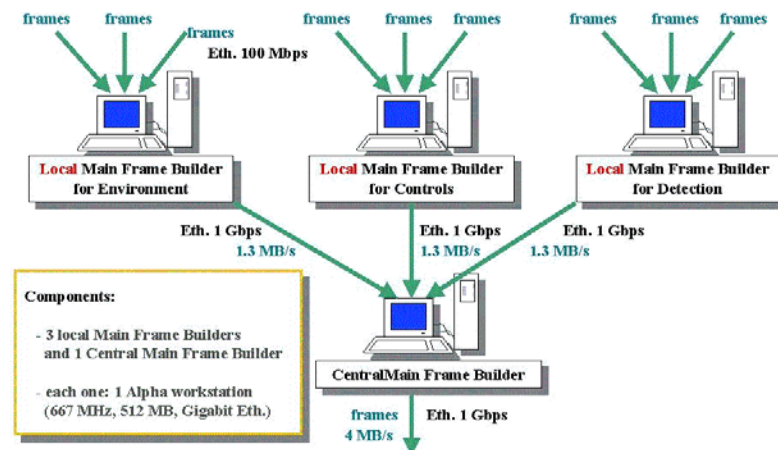 frames frames frames frames frames frames
frames frames frames
Eth. 100 Mbps
Local Main Frame Builder
for Environment
Local Main Frame Builder
for Controls
Local Main Frame Builder
for Detection
Eth. 1 Gbps
1.3 MB/s
Eth. 1 Gbps
1.3 MB/s
Eth. 1 Gbps
1.3 MB/s
Components:
- 3 local Main Frame Builders
and 1 Central Main Frame Builder
- each one: 1 Alpha workstation
(667 MHz, 512 MB, Gigabit Eth.)
CentralMain Frame Builder
frames
4 MB/s
Eth. 1 Gbps